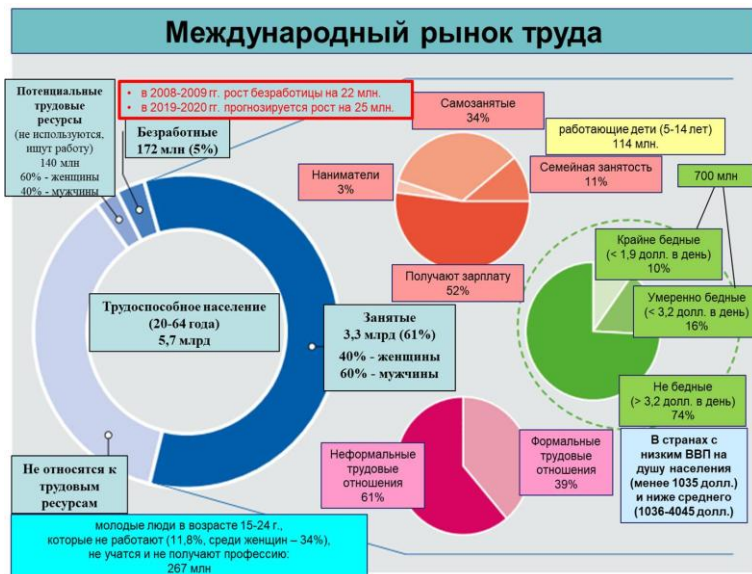 Международный рынок труда
Потенциальные
трудовые
ресурсы
(не используются,
ищут работу)
140 млн
60% - женщины
40% - мужчины
• в 2008-2009 гг. рост безработицы на 22 млн.
• в 2019-2020 гг. прогнозируется рост на 25 млн.
Безработные
172 млн (5%)
Трудоспособное население
(20-64 года)
5,7 млрд
Занятые
3,3 млрд (61%)
40% - женщины
60% - мужчины
Не относятся к
трудовым
ресурсам
молодые люди в возрасте 15-24 г.,
которые не работают (11,8%, среди женщин – 34%),
не учатся и не получают профессию:
267 млн
Самозанятые
34%
работающие дети (5-14 лет)
114 млн.
Наниматели
3%
Семейная занятость
11%
Получают зарплату
52%
700 млн
Крайне бедные
(< 1,9 долл. в день)
10%
Умеренно бедные
(< 3,2 долл. в день)
16%
Не бедные
(> 3,2 долл. в день)
74%
Неформальные
трудовые
отношения
61%
Формальные
трудовые
отношения
39%
В странах с
низким ВВП на
душу населения
(менее 1035 долл.)
и ниже среднего
(1036-4045 долл.)